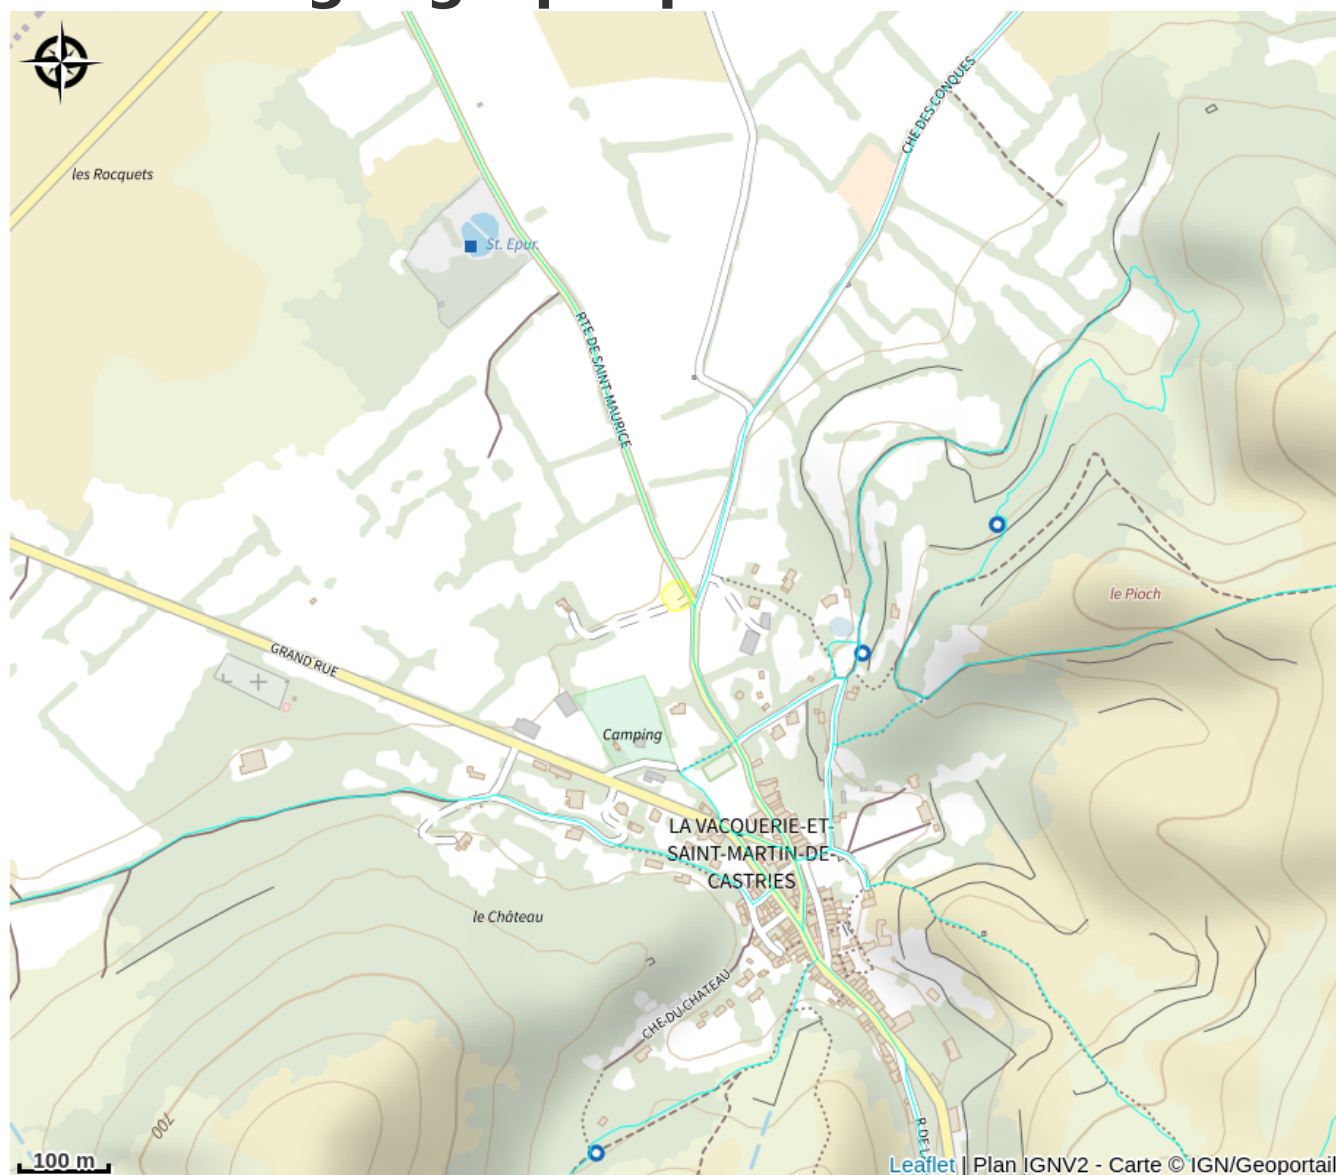 CHE DES CONQUES
les Rocquets
St. Epur.
RTE DE SAINT-MAURICE
le Pioch
GRAND RUE
Camping
LA VACQUERIE-ET-
SAINT-MARTIN-DE-
CASTRIES
le Château
CHE DU CHATEAU
700
100 m
Leaflet | Plan IGNV2 - Carte © IGN/Geoportail